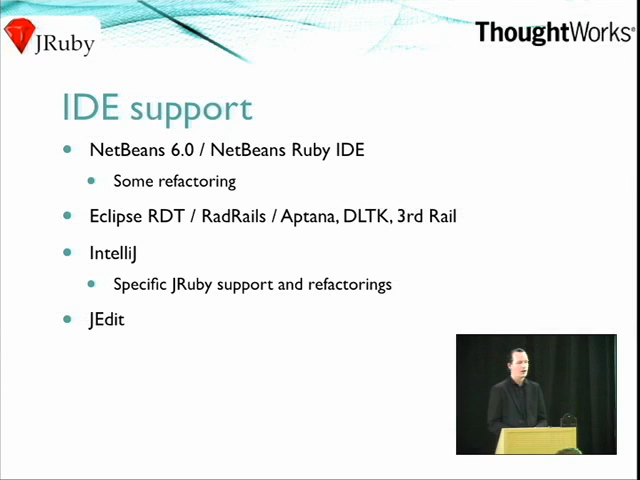 JRuby
ThoughtWorks®
IDE support
NetBeans 6.0 / NetBeans Ruby IDE
Some refactoring
Eclipse RDT / RadRails / Aptana, DLTK, 3rd Rail
IntelliJ
Specific JRuby support and refactorings
JEdit